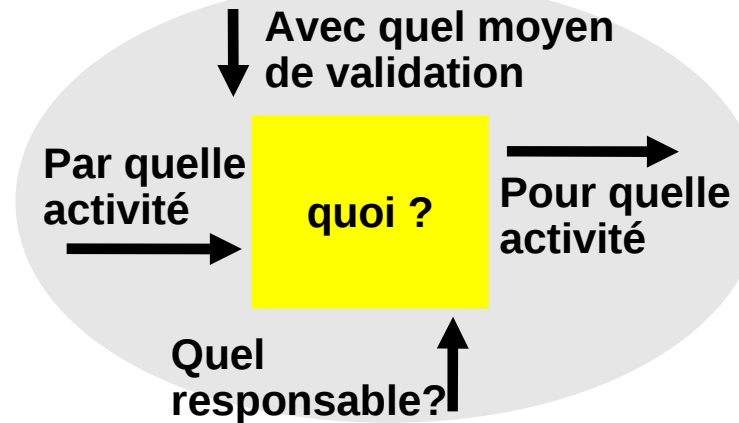 Avec quel moyen
de validation
Par quelle
activité
quoi ?
Pour quelle
activité
Quel
responsable?